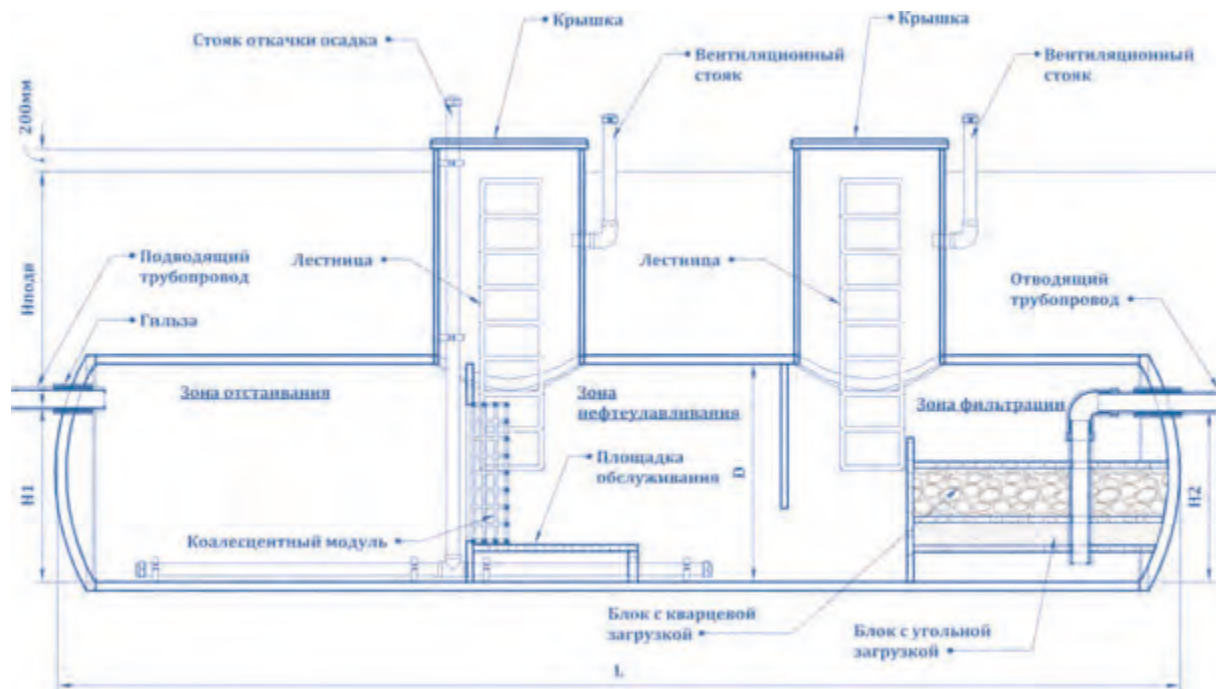 Крышка
Крышка
Стояк откачки осадка
Вентиляционный
стояк
Вентиляционный
стояк
200мм
Подводящий
трубопровод
Лестница
Лестница
Отводящий
трубопровод
Нподв
Гильза
Зона отстаивания
Зона
нефтеулавливания
Зона фильтрации
Площадка
обслуживания
D
H1
H2
Коалесцентный модуль
Блок с кварцевой
загрузкой
Блок с угольной
загрузкой
L